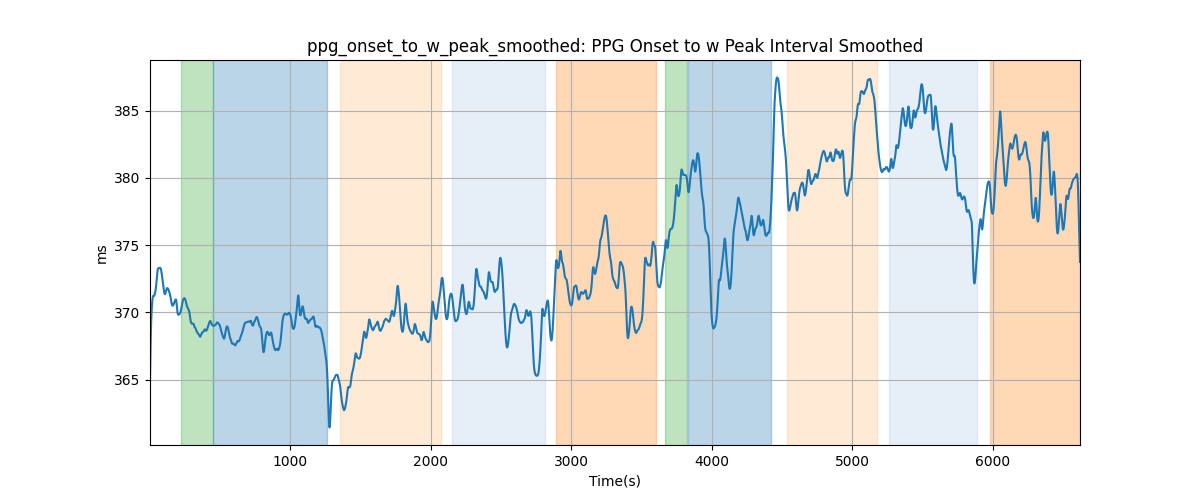 ppg_onset_to_w_peak_smoothed: PPG Onset to w Peak Interval Smoothed
385
380
375
370
365
ms
1000 2000 3000 4000 5000 6000
Time(s)